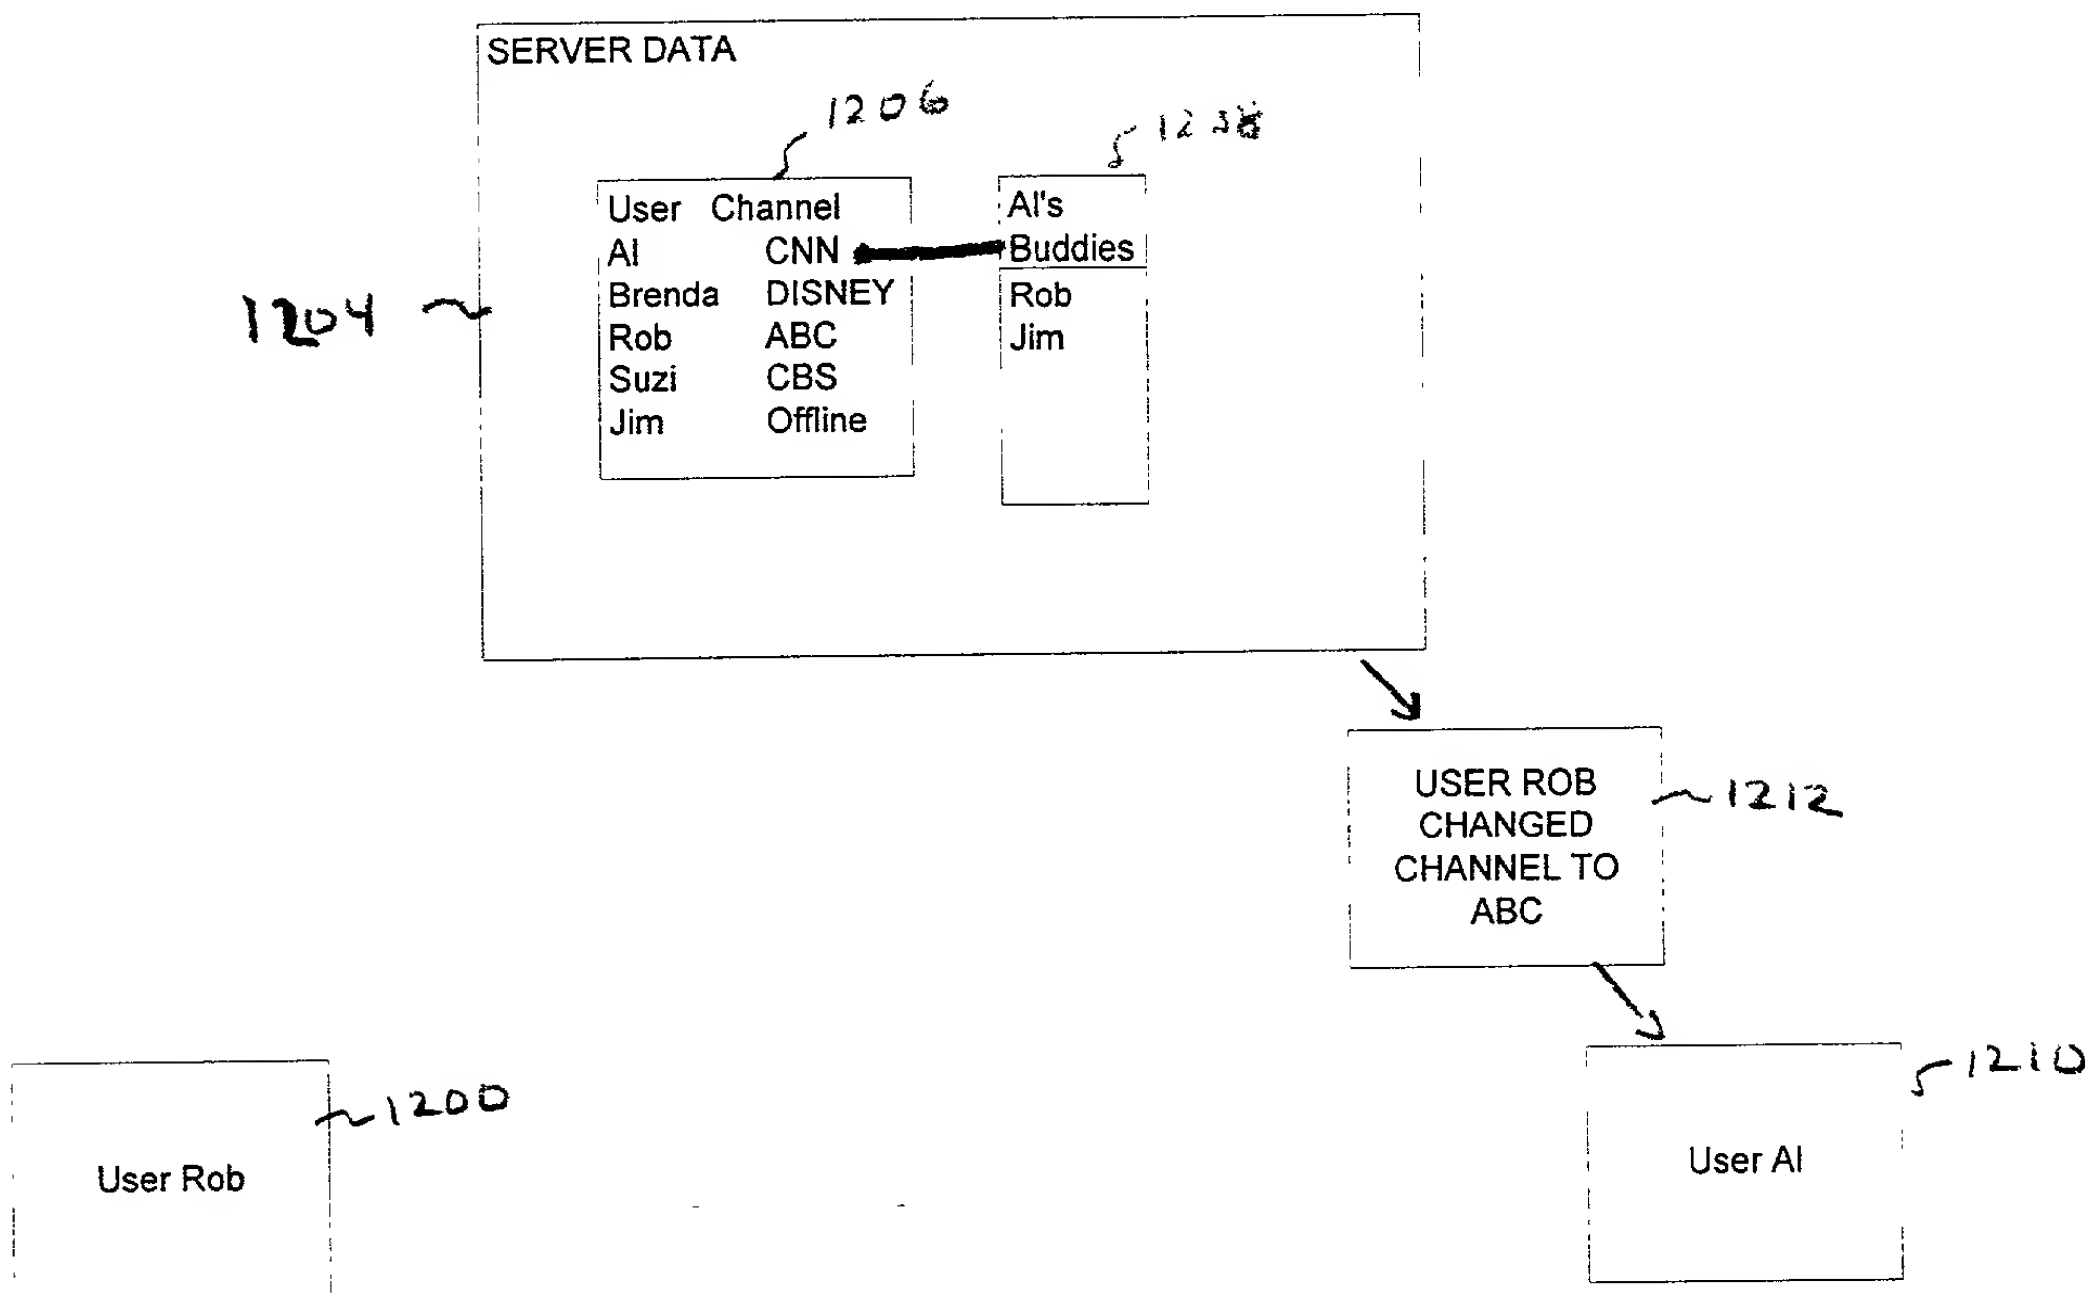 SERVER DATA
1206
User Channel
Al CNN
Brenda DISNEY
Rob ABC
Suzi CBS
Jim Offline
Al's
Buddies
Rob
Jim
1204
USER ROB
CHANGED
CHANNEL TO
ABC
1212
1200
User Rob
1210
User Al